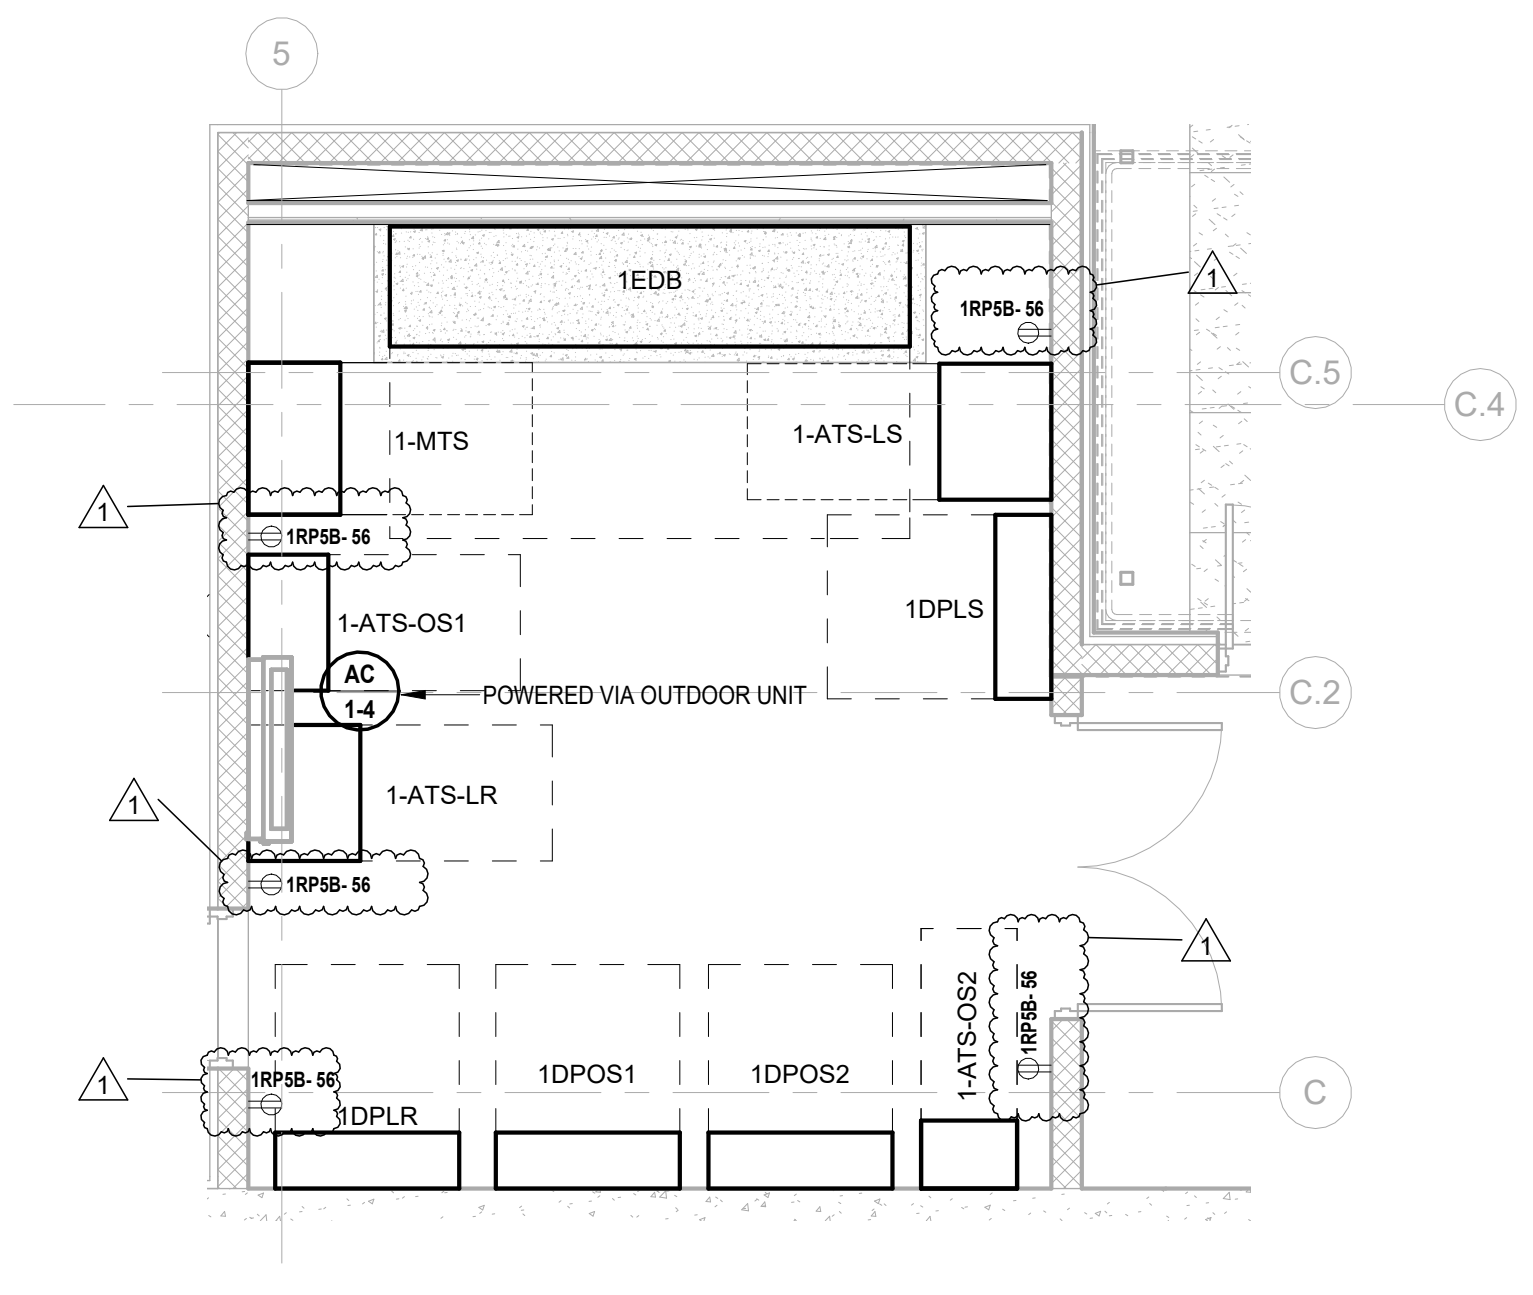 5
1EDB
1RP5B- 56
1
C.5
C.4
1-MTS
1-ATS-LS
1
1RP5B- 56
1-ATS-OS1
1DPLS
AC
1-4
POWERED VIA OUTDOOR UNIT
C.2
1-ATS-LR
1
1RP5B- 56
1
1-ATS-OS2
1RP5B- 56
1
1RP5B- 56
1DPLR
1DPOS1
1DPOS2
C